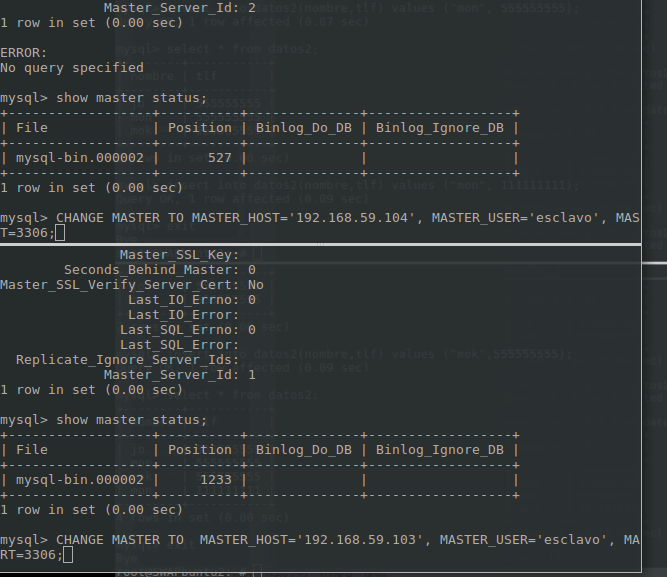 Master_Server_Id: 2
1 row in set (0.00 sec)
ERROR:
No query specified
mysql> show master status;
+------------------+----------+--------------+------------------+
| File             | Position | Binlog_Do_DB | Binlog_Ignore_DB |
+------------------+----------+--------------+------------------+
| mysql-bin.000002 |      527 |              |                  |
+------------------+----------+--------------+------------------+
1 row in set (0.00 sec)
mysql> CHANGE MASTER TO MASTER_HOST='192.168.59.104', MASTER_USER='esclavo', MAS
T=3306;
Master_SSL_Key:
Seconds_Behind_Master: 0
Master_SSL_Verify_Server_Cert: No
Last_IO_Errno: 0
Last_IO_Error:
Last_SQL_Errno: 0
Last_SQL_Error:
Replicate_Ignore_Server_Ids:
Master_Server_Id: 1
1 row in set (0.00 sec)
mysql> show master status;
+------------------+----------+--------------+------------------+
| File             | Position | Binlog_Do_DB | Binlog_Ignore_DB |
+------------------+----------+--------------+------------------+
| mysql-bin.000002 |     1233 |              |                  |
+------------------+----------+--------------+------------------+
1 row in set (0.00 sec)
mysql> CHANGE MASTER TO  MASTER_HOST='192.168.59.103', MASTER_USER='esclavo', MA
RT=3306;